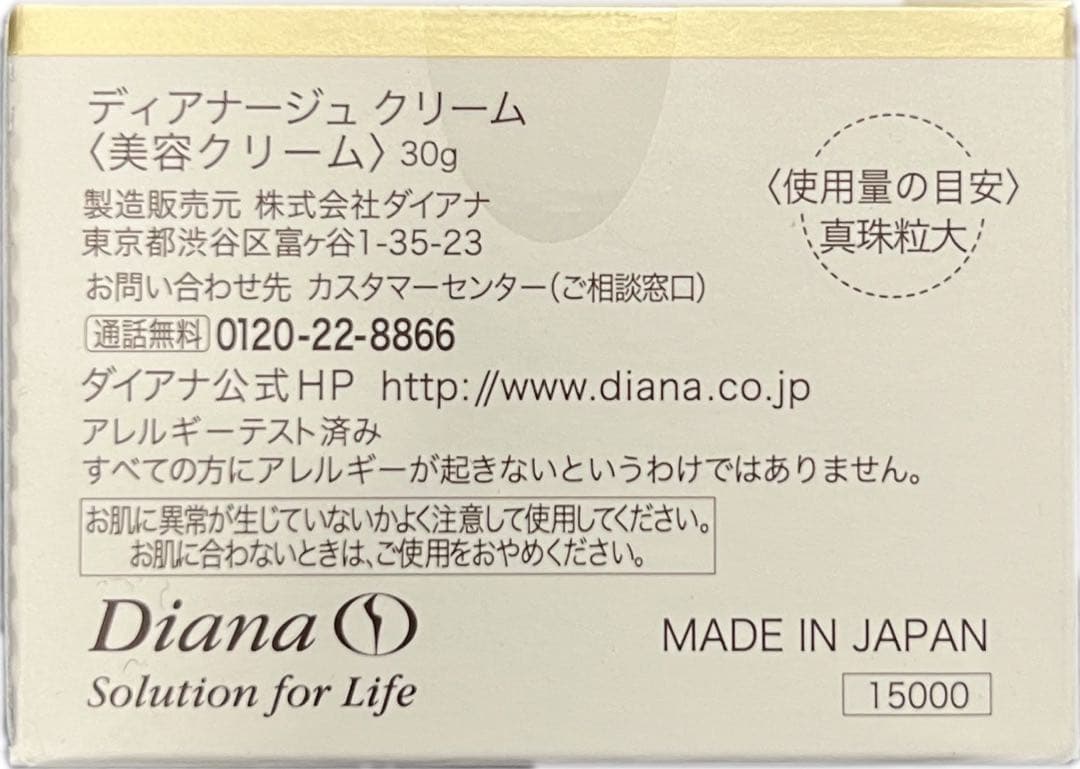 ディアナージュ クリーム
〈美容クリーム〉30g
製造販売元 株式会社ダイアナ
東京都渋谷区富ヶ谷1-35-23
お問い合わせ先 カスタマーセンター(ご相談窓口)
通話無料 0120-22-8866
ダイアナ公式HP http://www.diana.co.jp
アレルギーテスト済み
すべての方にアレルギーが起きないというわけではありません。
お肌に異常が生じていないかよく注意して使用してください。
お肌に合わないときは、ご使用をおやめください。
〈使用量の目安〉
真珠粒大
Diana
Solution for Life
MADE IN JAPAN
15000